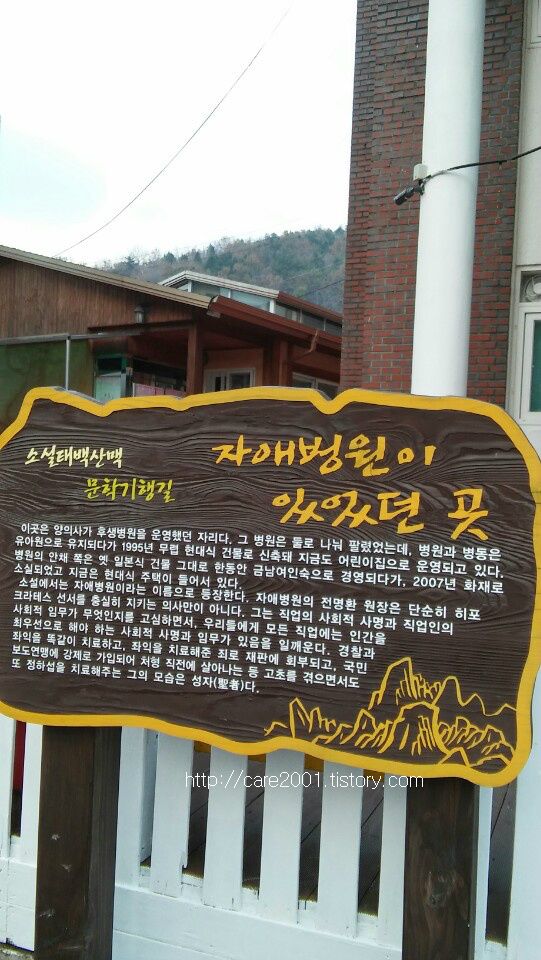 소설태백산맥
문학기행길
자애병원이
있었던 곳
이곳은 양의사가 후생병원을 운영했던 자리다. 그 병원은 둘로 나눠 팔렸었는데, 병원과 병동은
유아원으로 유지되다가 1995년 무렵 현대식 건물로 신축돼 지금도 어린이집으로 운영되고 있다.
병원의 안채 쪽은 옛 일본식 건물 그대로 한동안 금남여인숙으로 경영되다가, 2007년 화재로
소실되었고 지금은 현대식 주택이 들어서 있다.
소설에서는 자애병원이라는 이름으로 등장한다. 자애병원의 전명환 원장은 단순히 히포
크라테스 선서를 충실히 지키는 의사만이 아니다. 그는 직업의 사회적 사명과 직업인의
사회적 임무가 무엇인지를 고심하면서, 우리들에게 모든 직업에는 인간을
최우선으로 해야 하는 사회적 사명과 임무가 있음을 일깨운다. 경찰과
좌익을 똑같이 치료하고, 좌익을 치료해준 죄로 재판에 회부되고, 국민
보도연맹에 강제로 가입되어 처형 직전에 살아나는 등 고초를 겪으면서도
또 정하섭을 치료해주는 그의 모습은 성자(聖者)다.
http://care2001.tistory.com